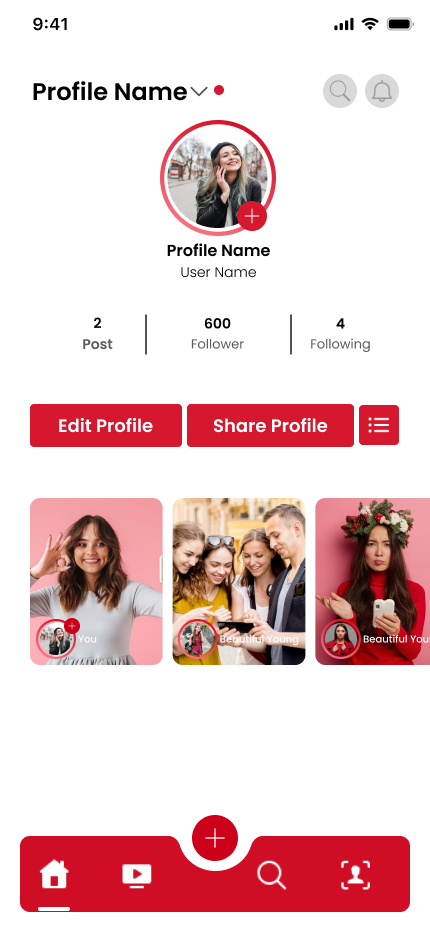 9:41
Profile Name
Profile Name
User Name
2 600 4
Post Follower Following
Edit Profile Share Profile
You Beautiful Young Beautiful You